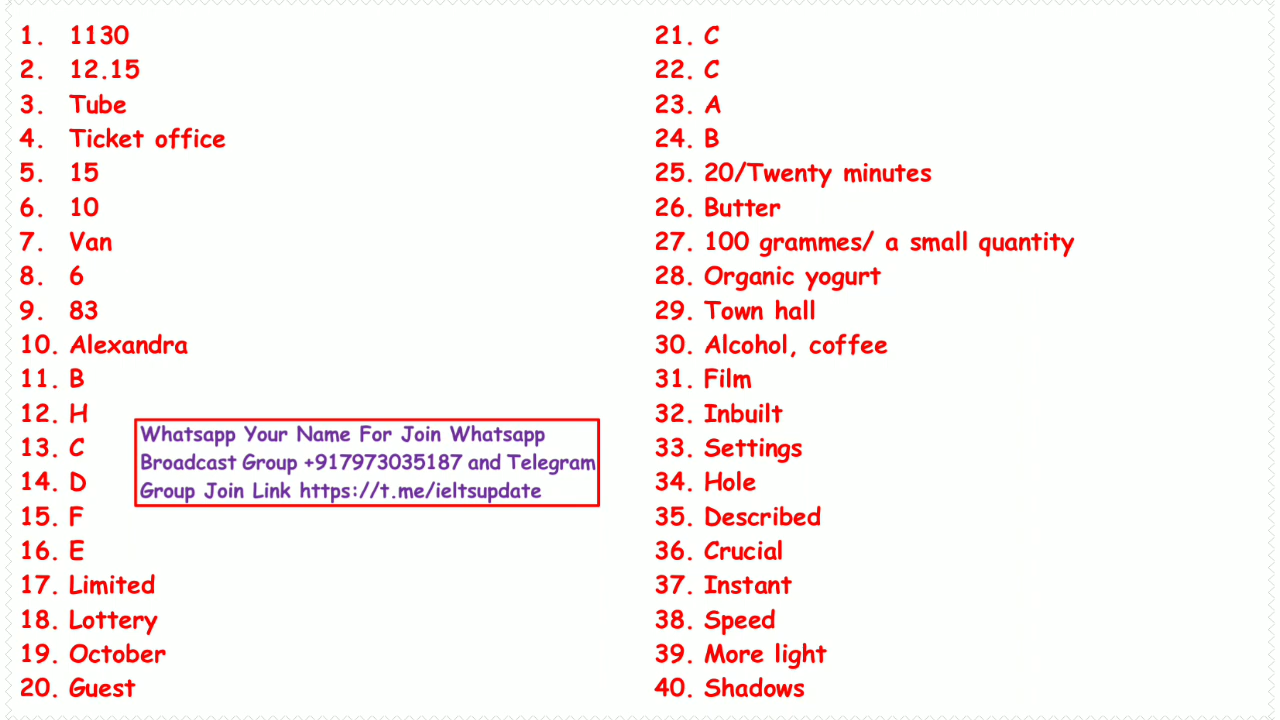 1. 1130
2. 12.15
3. Tube
4. Ticket office
5. 15
6. 10
7. Van
8. 6
9. 83
10. Alexandra
11. B
12. H
13. C
14. D
15. F
16. E
17. Limited
18. Lottery
19. October
20. Guest
Whatsapp Your Name For Join Whatsapp
Broadcast Group +917973035187 and Telegram
Group Join Link https://t.me/ieltsupdate
21. C
22. C
23. A
24. B
25. 20/Twenty minutes
26. Butter
27. 100 grammes/ a small quantity
28. Organic yogurt
29. Town hall
30. Alcohol, coffee
31. Film
32. Inbuilt
33. Settings
34. Hole
35. Described
36. Crucial
37. Instant
38. Speed
39. More light
40. Shadows